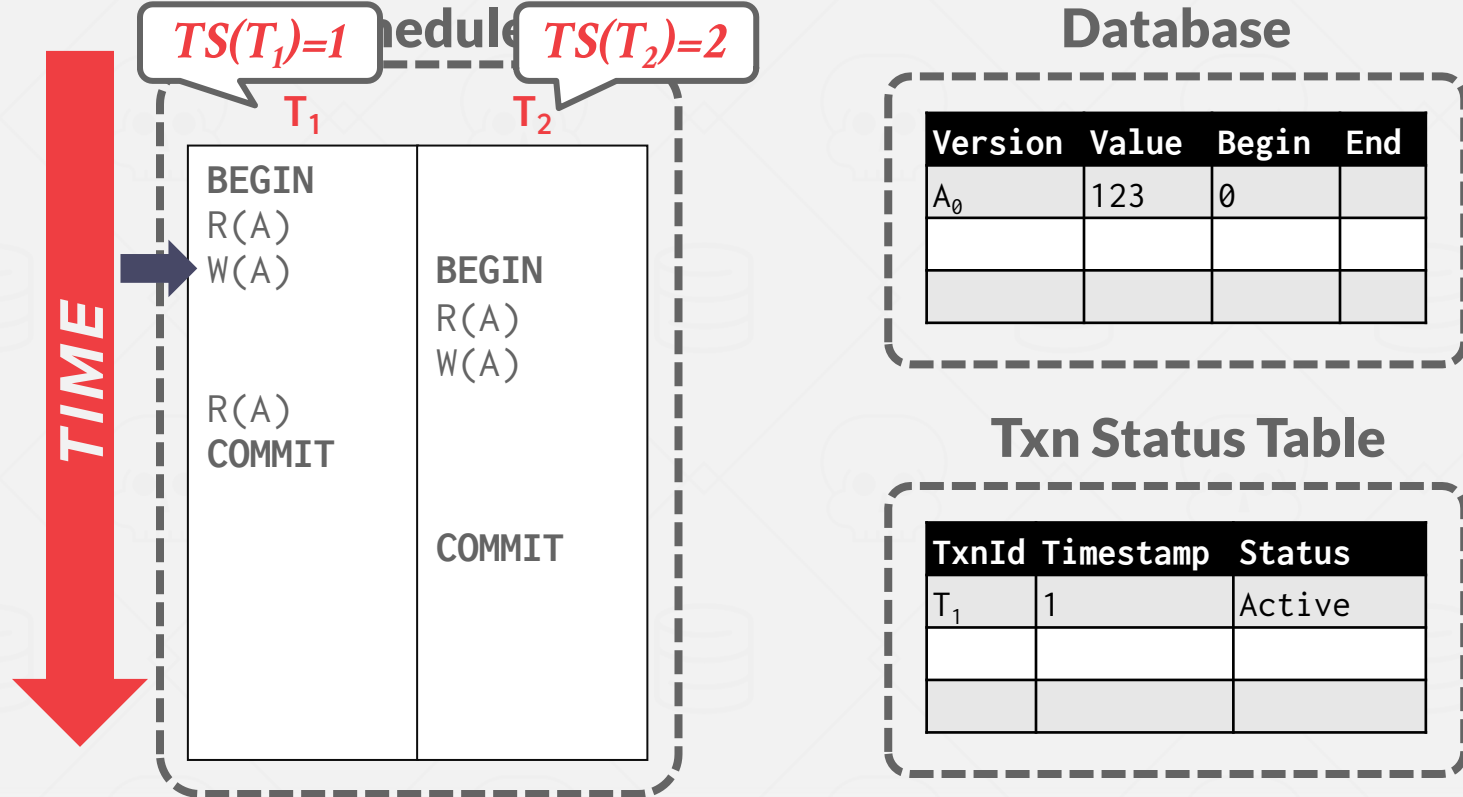 TS(T₁)=1 hedule TS(T₂)=2
T₁ T₂
BEGIN
R(A)
W(A) BEGIN
R(A)
W(A)
R(A)
COMMIT
COMMIT
TIME
Database
Version Value Begin End
A₀ 123 0
Txn Status Table
TxnId Timestamp Status
T₁ 1 Active